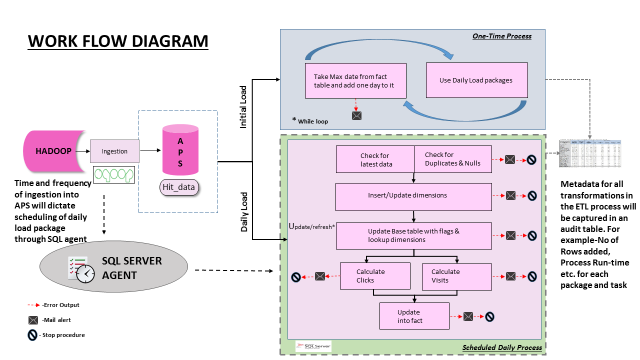 WORK FLOW DIAGRAM
One-Time Process
Take Max date from fact
table and add one day to it
Use Daily Load packages
* While loop
Initial Load
Daily Load
HADOOP
Ingestion
A
P
S
Hit_data
Time and frequency
of ingestion into
APS will dictate
scheduling of daily
load package
through SQL agent
SQL SERVER
AGENT
-Error Output
-Mail alert
- Stop procedure
Check for
latest data
Check for
Duplicates & Nulls
Insert/Update dimensions
Update/refresh*
Update Base table with flags &
lookup dimensions
Calculate
Clicks
Calculate
Visits
Update
into fact
SQL Server
Scheduled Daily Process
Metadata for all
transformations in
the ETL process will
be captured in an
audit table. For
example-No of
Rows added,
Process Run-time
etc. for each
package and task